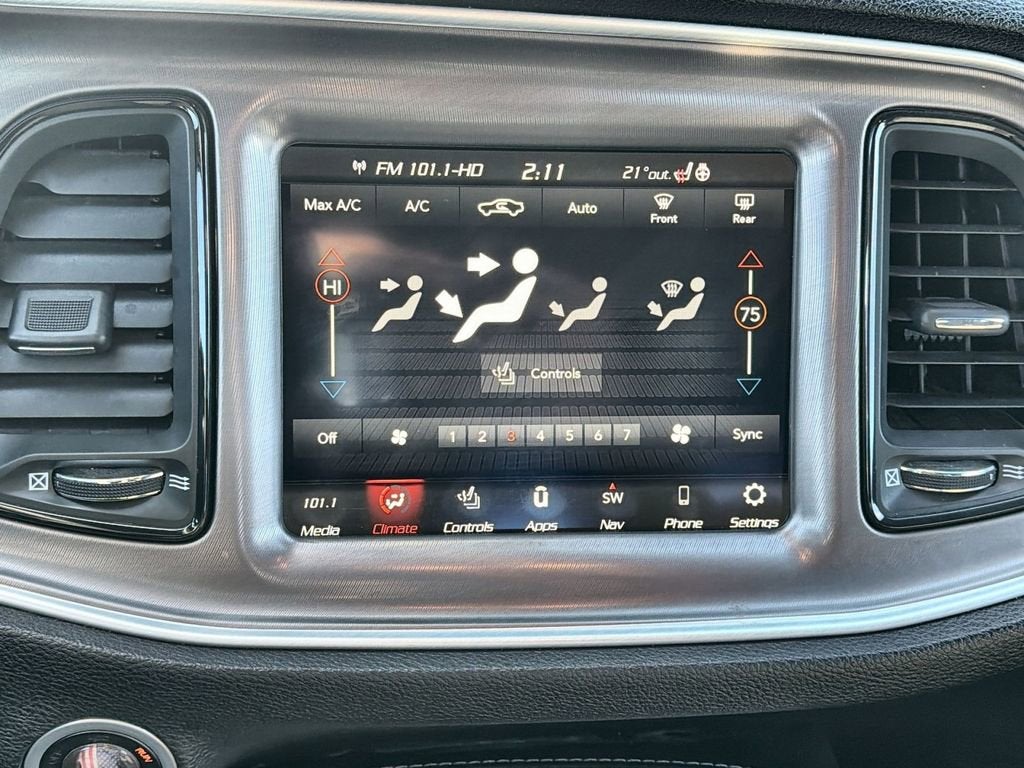 FM 101.1-HD 2:11 21°out.
Max A/C A/C Auto Front Rear
HI 75
Controls
Off 1 2 3 4 5 6 7 Sync
101.1 SW
Media Climate Controls Apps Nav Phone Settings
RUN